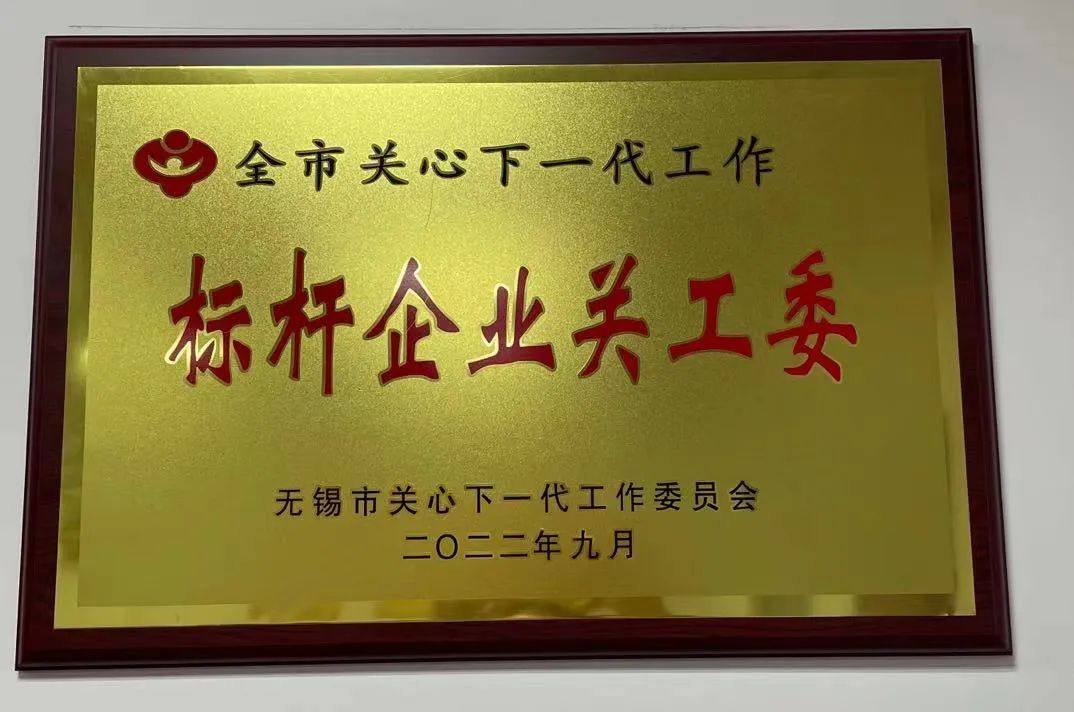 全市关心下一代工作
标杆企业关工委
无锡市关心下一代工作委员会
二〇二二年九月